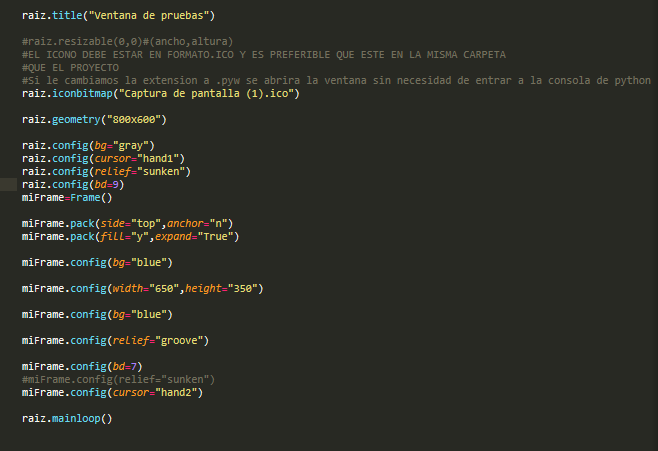 raiz.title("Ventana de pruebas")
#raiz.resizable(0,0)#(ancho,altura)
#EL ICONO DEBE ESTAR EN FORMATO.ICO Y ES PREFERIBLE QUE ESTE EN LA MISMA CARPETA
#QUE EL PROYECTO
#Si le cambiamos la extension a .pyw se abrira la ventana sin necesidad de entrar a la consola de python
raiz.iconbitmap("Captura de pantalla (1).ico")
raiz.geometry("800x600")
raiz.config(bg="gray")
raiz.config(cursor="hand1")
raiz.config(relief="sunken")
raiz.config(bd=9)
miFrame=Frame()
miFrame.pack(side="top",anchor="n")
miFrame.pack(fill="y",expand="True")
miFrame.config(bg="blue")
miFrame.config(width="650",height="350")
miFrame.config(bg="blue")
miFrame.config(relief="groove")
miFrame.config(bd=7)
#miFrame.config(relief="sunken")
miFrame.config(cursor="hand2")
raiz.mainloop()